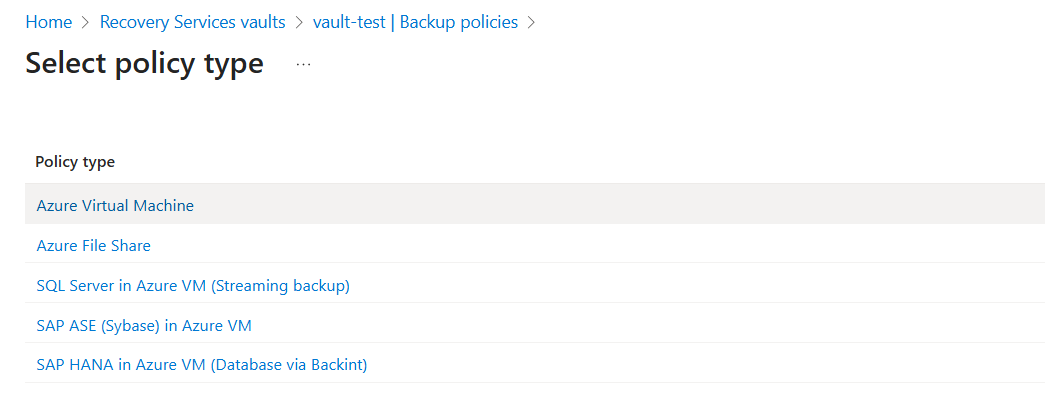 Home > Recovery Services vaults > vault-test | Backup policies >
Select policy type ...
Policy type
Azure Virtual Machine
Azure File Share
SQL Server in Azure VM (Streaming backup)
SAP ASE (Sybase) in Azure VM
SAP HANA in Azure VM (Database via Backint)